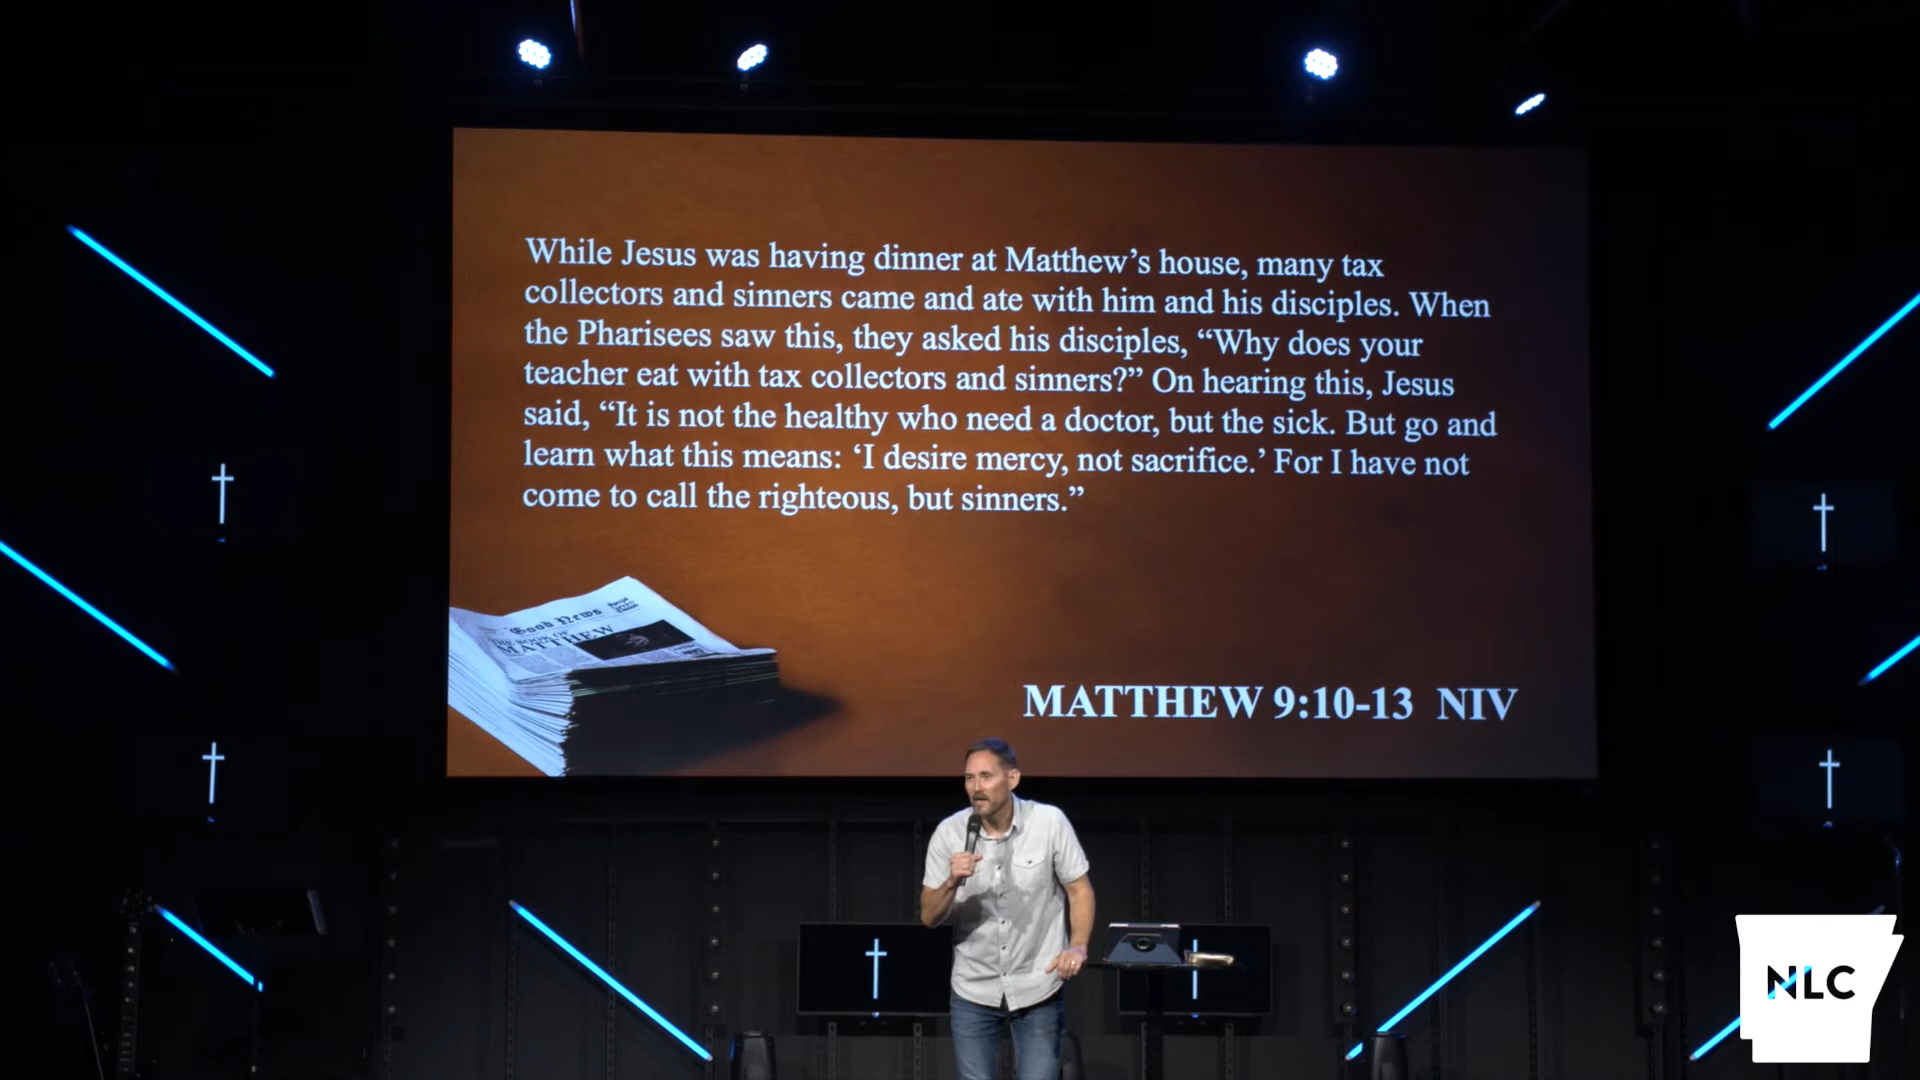 While Jesus was having dinner at Matthew’s house, many tax
collectors and sinners came and ate with him and his disciples. When
the Pharisees saw this, they asked his disciples, “Why does your
teacher eat with tax collectors and sinners?” On hearing this, Jesus
said, “It is not the healthy who need a doctor, but the sick. But go and
learn what this means: ‘I desire mercy, not sacrifice.’ For I have not
come to call the righteous, but sinners.”
Good News
THE BOOK OF
MATTHEW
MATTHEW 9:10-13 NIV
NLC